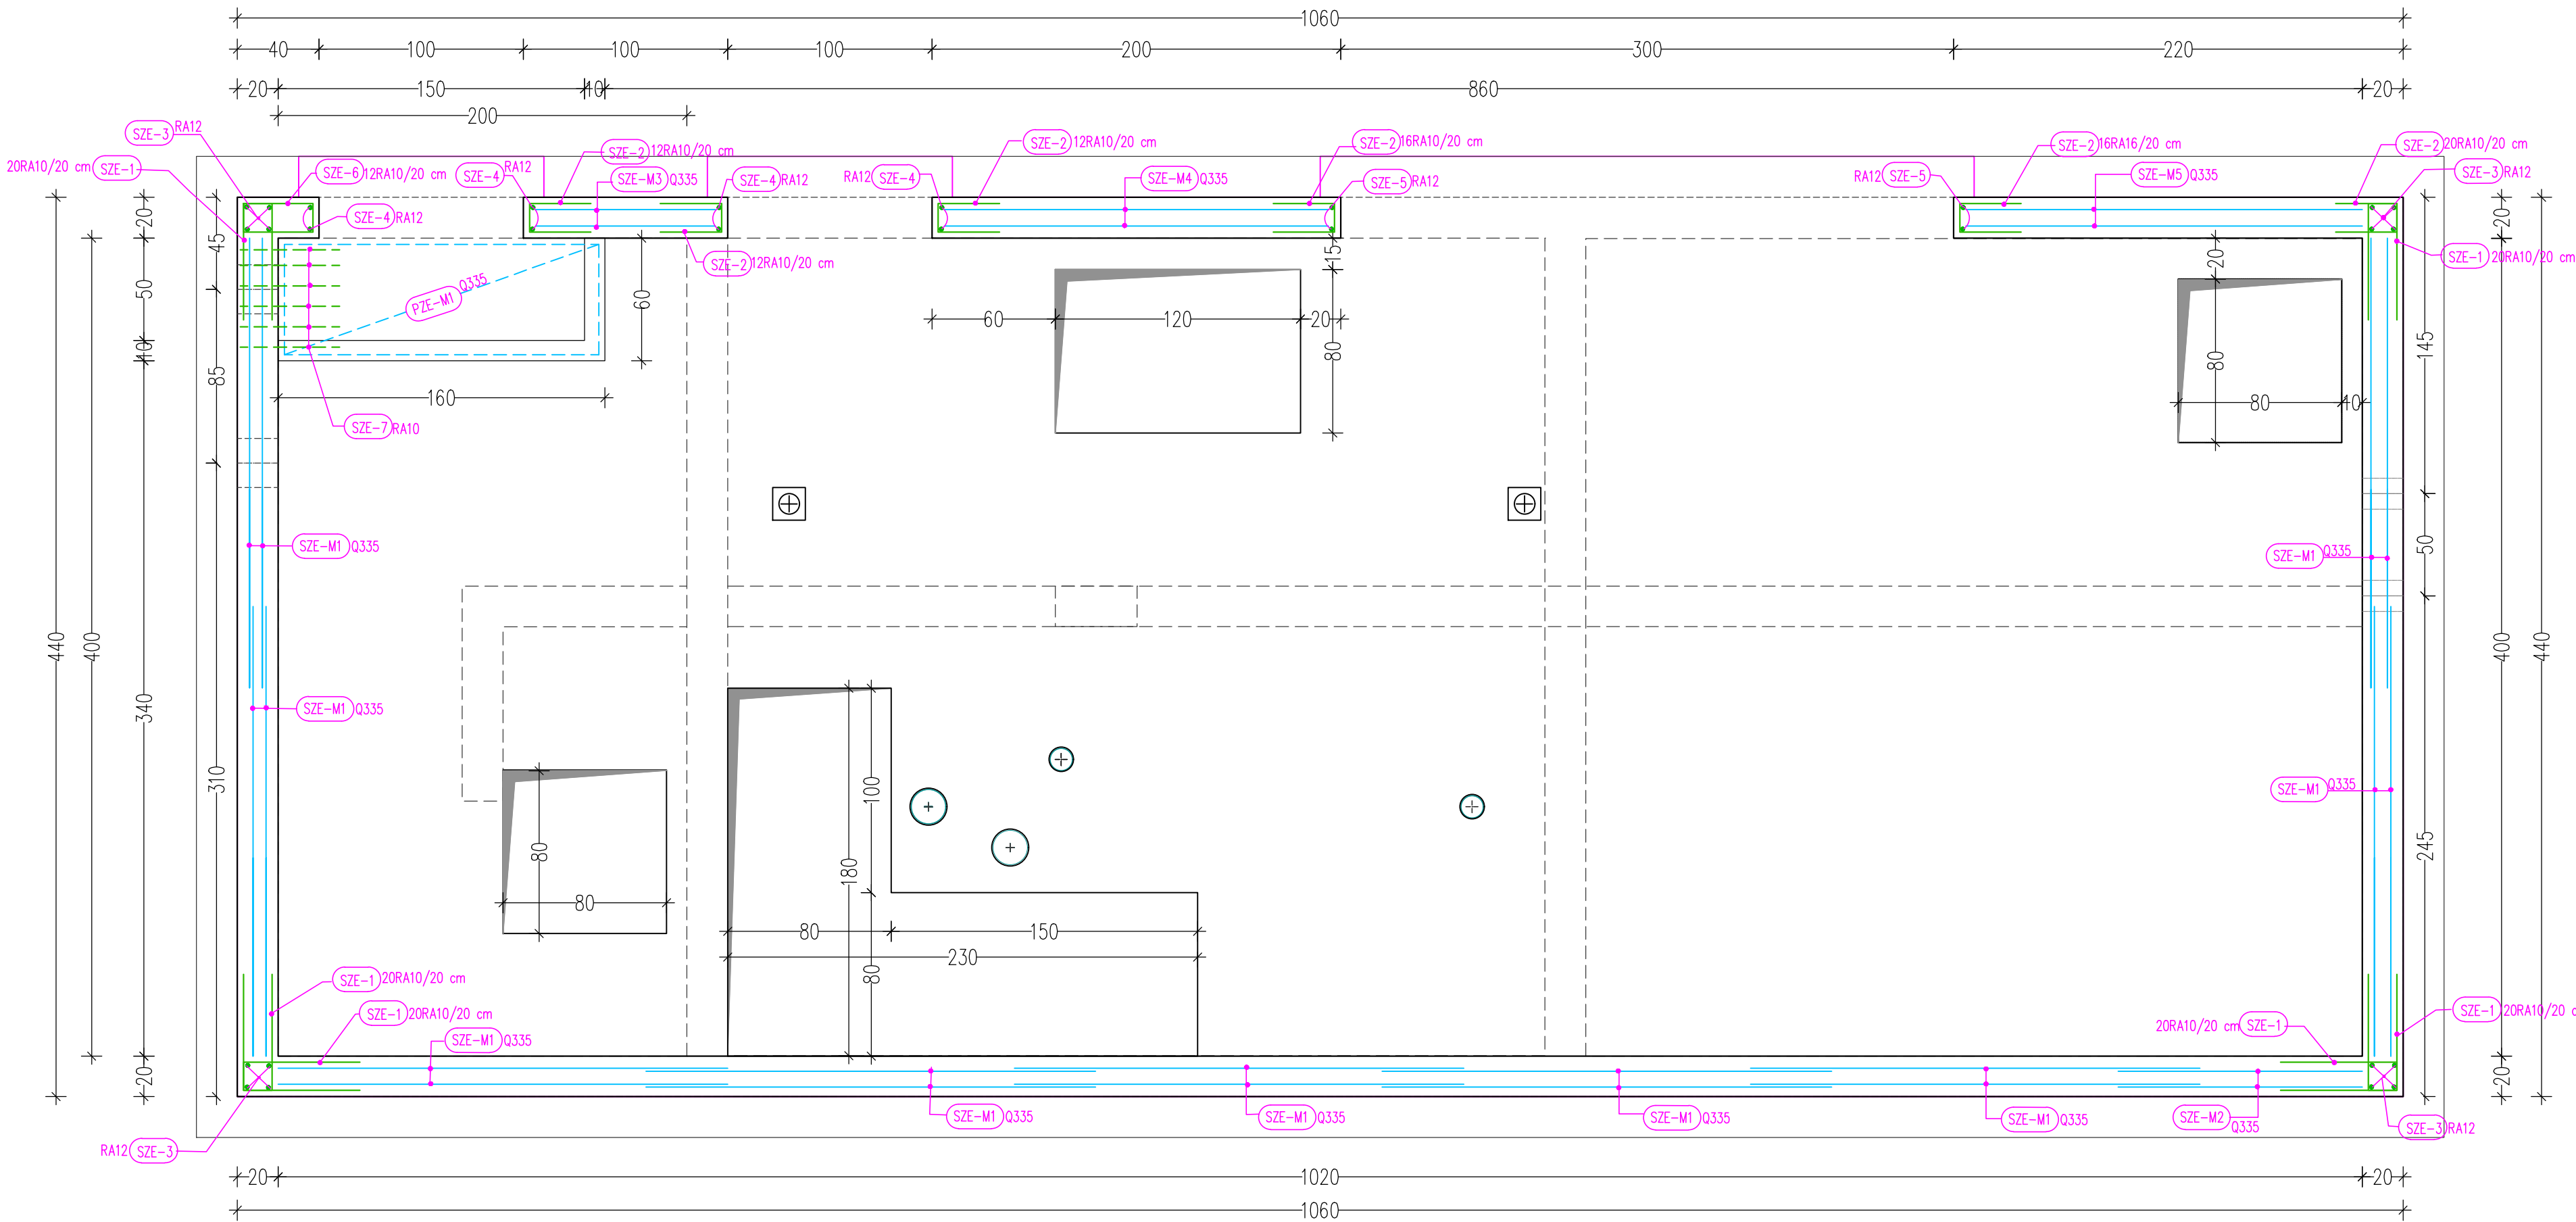 1060
40 100 100 100 200 300 220
20 150 10 860 20
200
SZE-3 RA12
20RA10/20 cm SZE-1
SZE-6 12RA10/20 cm
SZE-4 RA12
SZE-4 RA12
SZE-2 12RA10/20 cm
SZE-M3 Q335
SZE-4 RA12
SZE-2 12RA10/20 cm
RA12 SZE-4
SZE-2 12RA10/20 cm
SZE-M4 Q335
SZE-2 16RA10/20 cm
SZE-5 RA12
RA12 SZE-5
SZE-2 16RA16/20 cm
SZE-M5 Q335
SZE-2 20RA10/20 cm
SZE-3 RA12
SZE-1 20RA10/20 cm
440
400
20 50 10 340 20
45 85 310
PZE-M1 Q335
60
160
SZE-7 RA10
15
60 120 20
80
20
80
80 10
145 50 245
20 400 20
440
SZE-M1 Q335
SZE-M1 Q335
SZE-M1 Q335
SZE-M1 Q335
80
80
180
100
80
80 150
230
SZE-1 20RA10/20 cm
SZE-1 20RA10/20 cm
SZE-M1 Q335
20RA10/20 cm SZE-1
SZE-1 20RA10/20 c
RA12 SZE-3
SZE-M1 Q335
SZE-M1 Q335
SZE-M1 Q335
SZE-M1 Q335
SZE-M2 Q335
SZE-3 RA12
20 1020 20
1060